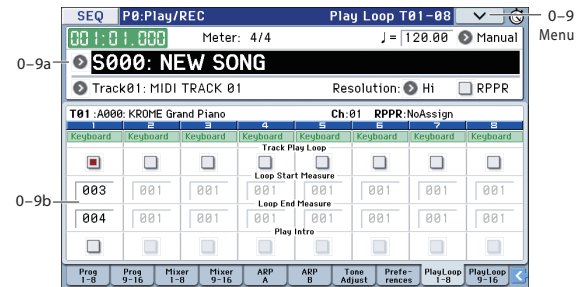 SEQ P0:Play/REC Play Loop T01-08
0–9
Menu
001:01.000 Meter: 4/4 ♩= 120.00 Manual
0–9a
S000: NEW SONG
Track01: MIDI TRACK 01 Resolution: Hi RPPR
T01 :A000: KROME Grand Piano Ch:01 RPPR:NoAssign
1 2 3 4 5 6 7 8
Keyboard Keyboard Keyboard Keyboard Keyboard Keyboard Keyboard Keyboard
Track Play Loop
Loop Start Measure
003 001 001 001 001 001 001 001
0–9b
Loop End Measure
004 001 001 001 001 001 001 001
Play Intro
Prog 1-8 Prog 9-16 Mixer 1-8 Mixer 9-16 ARP A ARP B Tone Adjust Prefe-rences PlayLoop 1-8 PlayLoop 9-16